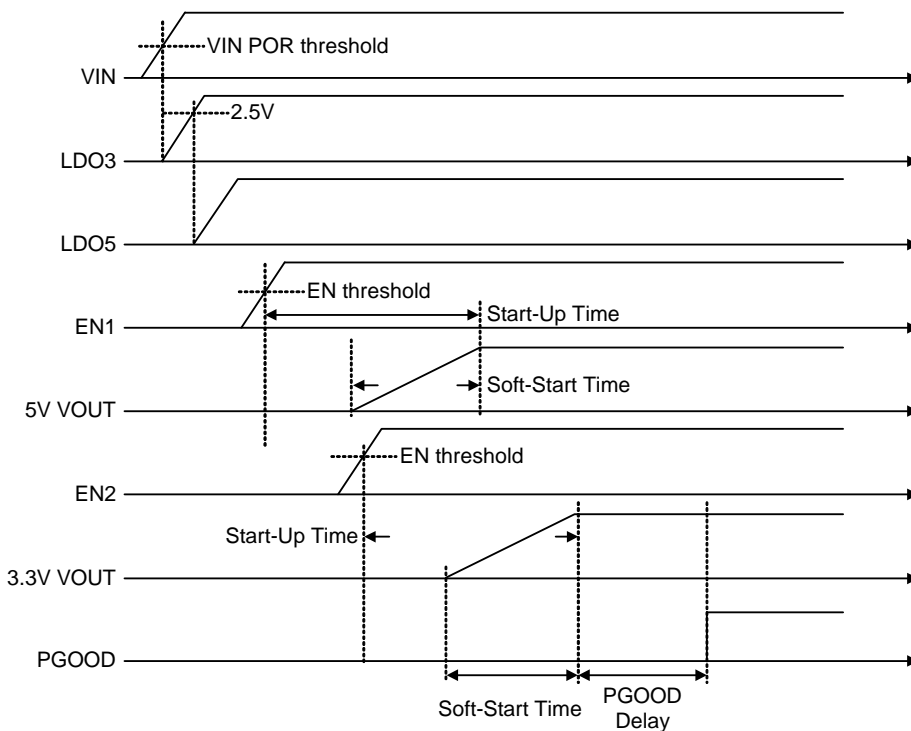 VIN POR threshold
VIN
2.5V
LDO3
LDO5
EN threshold
EN1
Start-Up Time
Soft-Start Time
5V VOUT
EN threshold
EN2
Start-Up Time
3.3V VOUT
PGOOD
Soft-Start Time
PGOOD
Delay